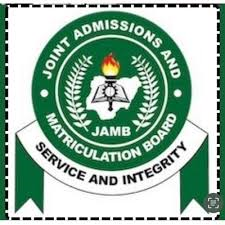 JOINT ADMISSIONS AND
MATRICULATION BOARD
JAMB
SERVICE AND INTEGRITY